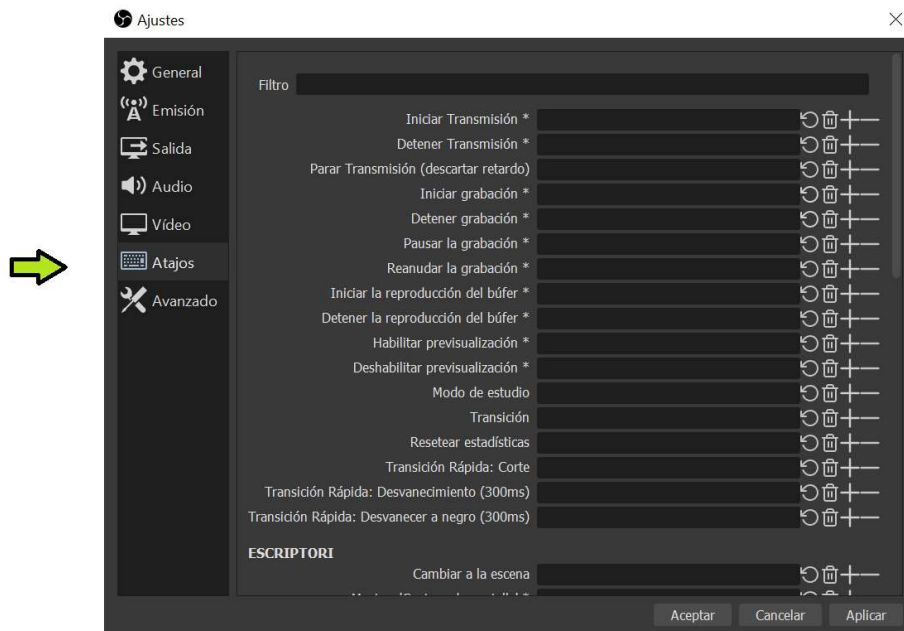 Ajustes
General
Emisión
Salida
Audio
Vídeo
Atajos
Avanzado
Filtro
Iniciar Transmisión *
Detener Transmisión *
Parar Transmisión (descartar retardo)
Iniciar grabación *
Detener grabación *
Pausar la grabación *
Reanudar la grabación *
Iniciar la reproducción del búfer *
Detener la reproducción del búfer *
Habilitar previsualización *
Deshabilitar previsualización *
Modo de estudio
Transición
Resetear estadísticas
Transición Rápida: Corte
Transición Rápida: Desvanecimiento (300ms)
Transición Rápida: Desvanecer a negro (300ms)
ESCRIPTORI
Cambiar a la escena
Aceptar Cancelar Aplicar